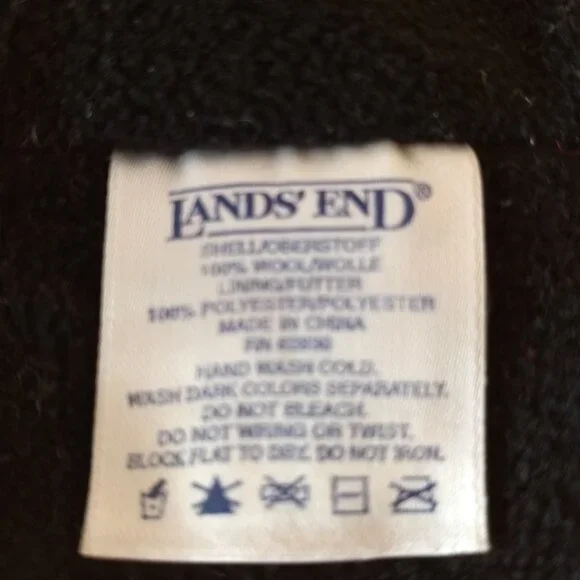 LANDS' END®
SHELL/OBERSTOFF
100% WOOL/WOLLE
LINING/FUTTER
100% POLYESTER/POLYESTER
MADE IN CHINA
RN
HAND WASH COLD.
WASH DARK COLORS SEPARATELY.
DO NOT BLEACH.
DO NOT WRING OR TWIST.
BLOCK FLAT TO DRY. DO NOT IRON.